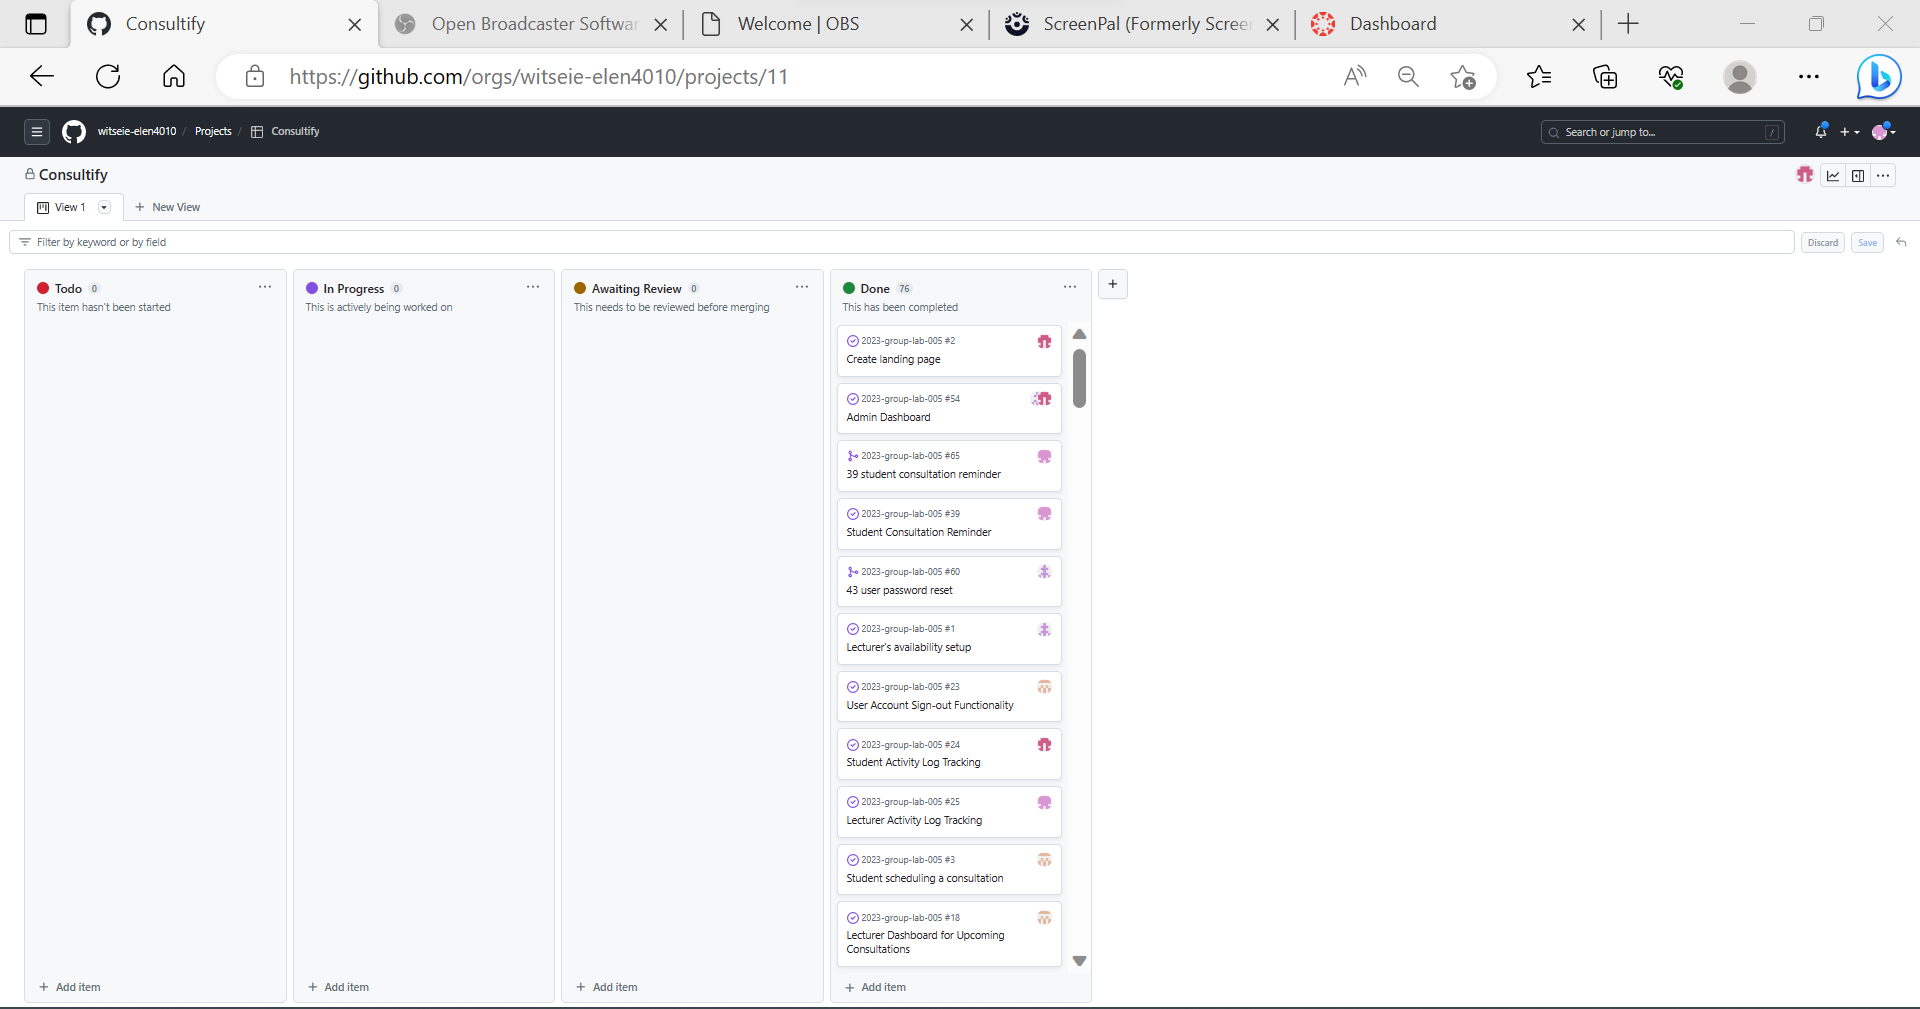 Consultify
Open Broadcaster Softwar
Welcome | OBS
ScreenPal (Formerly Scree
Dashboard
https://github.com/orgs/witseie-elen4010/projects/11
witseie-elen4010 / Projects / Consultify
Search or jump to...
/
Consultify
View 1
New View
Filter by keyword or by field
Discard
Save
Todo 0
This item hasn't been started
Add item
In Progress 0
This is actively being worked on
Add item
Awaiting Review 0
This needs to be reviewed before merging
Add item
Done 76
This has been completed
2023-group-lab-005 #2
Create landing page
2023-group-lab-005 #54
Admin Dashboard
2023-group-lab-005 #65
39 student consultation reminder
2023-group-lab-005 #39
Student Consultation Reminder
2023-group-lab-005 #60
43 user password reset
2023-group-lab-005 #1
Lecturer's availability setup
2023-group-lab-005 #23
User Account Sign-out Functionality
2023-group-lab-005 #24
Student Activity Log Tracking
2023-group-lab-005 #25
Lecturer Activity Log Tracking
2023-group-lab-005 #3
Student scheduling a consultation
2023-group-lab-005 #18
Lecturer Dashboard for Upcoming
Consultations
Add item